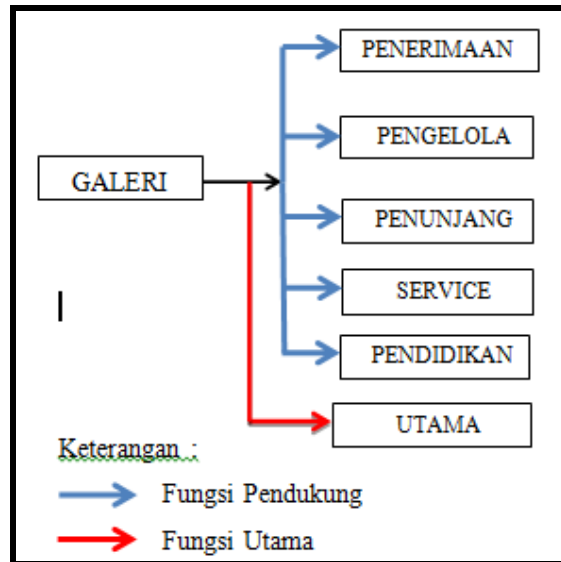 PENERIMAAN
PENGELOLA
GALERI
PENUNJANG
SERVICE
PENDIDIKAN
UTAMA
Keterangan :
Fungsi Pendukung
Fungsi Utama